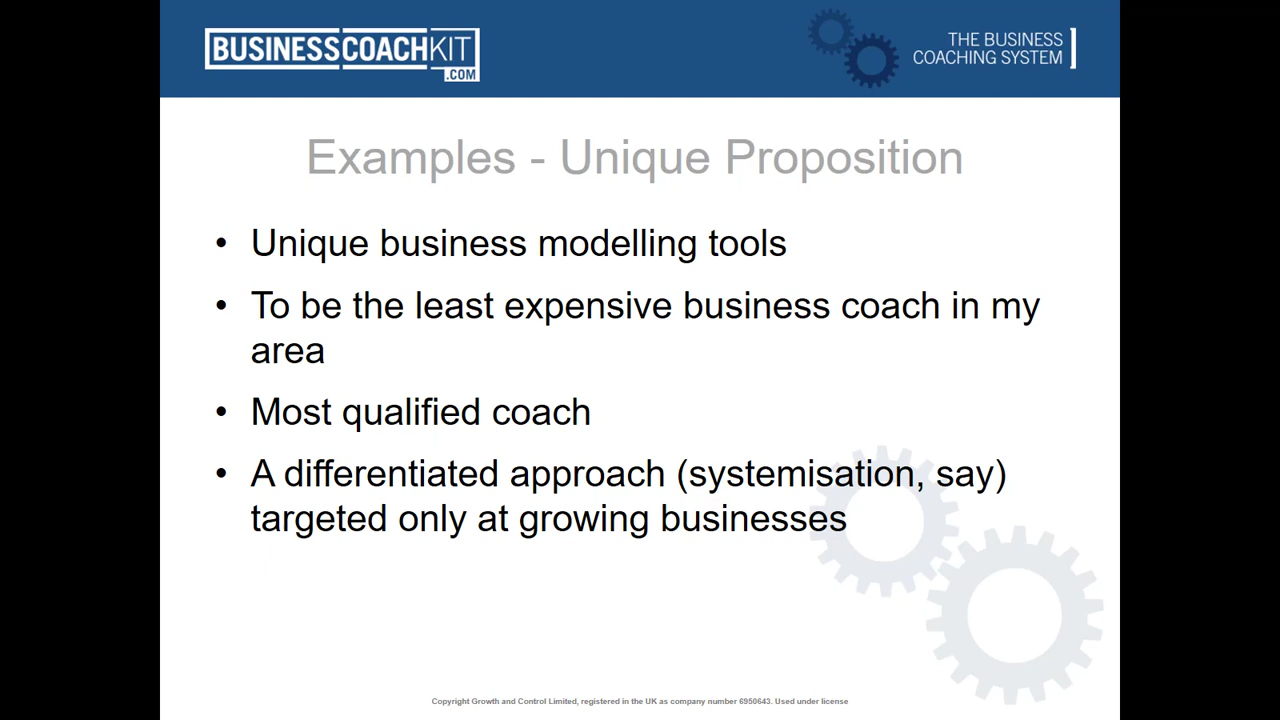 BUSINESSCOACHKIT
.COM
THE BUSINESS
COACHING SYSTEM
Examples - Unique Proposition
• Unique business modelling tools
• To be the least expensive business coach in my
area
• Most qualified coach
• A differentiated approach (systemisation, say)
targeted only at growing businesses
Copyright Growth and Control Limited, registered in the UK as company number 6950643. Used under license